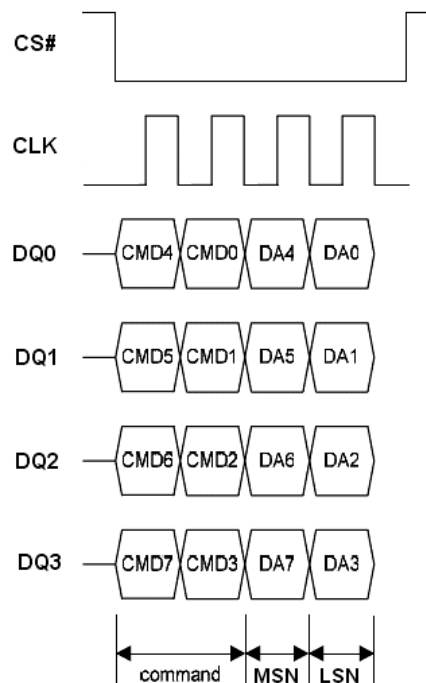 CS#
CLK
DQ0 CMD4 CMD0 DA4 DA0
DQ1 CMD5 CMD1 DA5 DA1
DQ2 CMD6 CMD2 DA6 DA2
DQ3 CMD7 CMD3 DA7 DA3
command MSN LSN